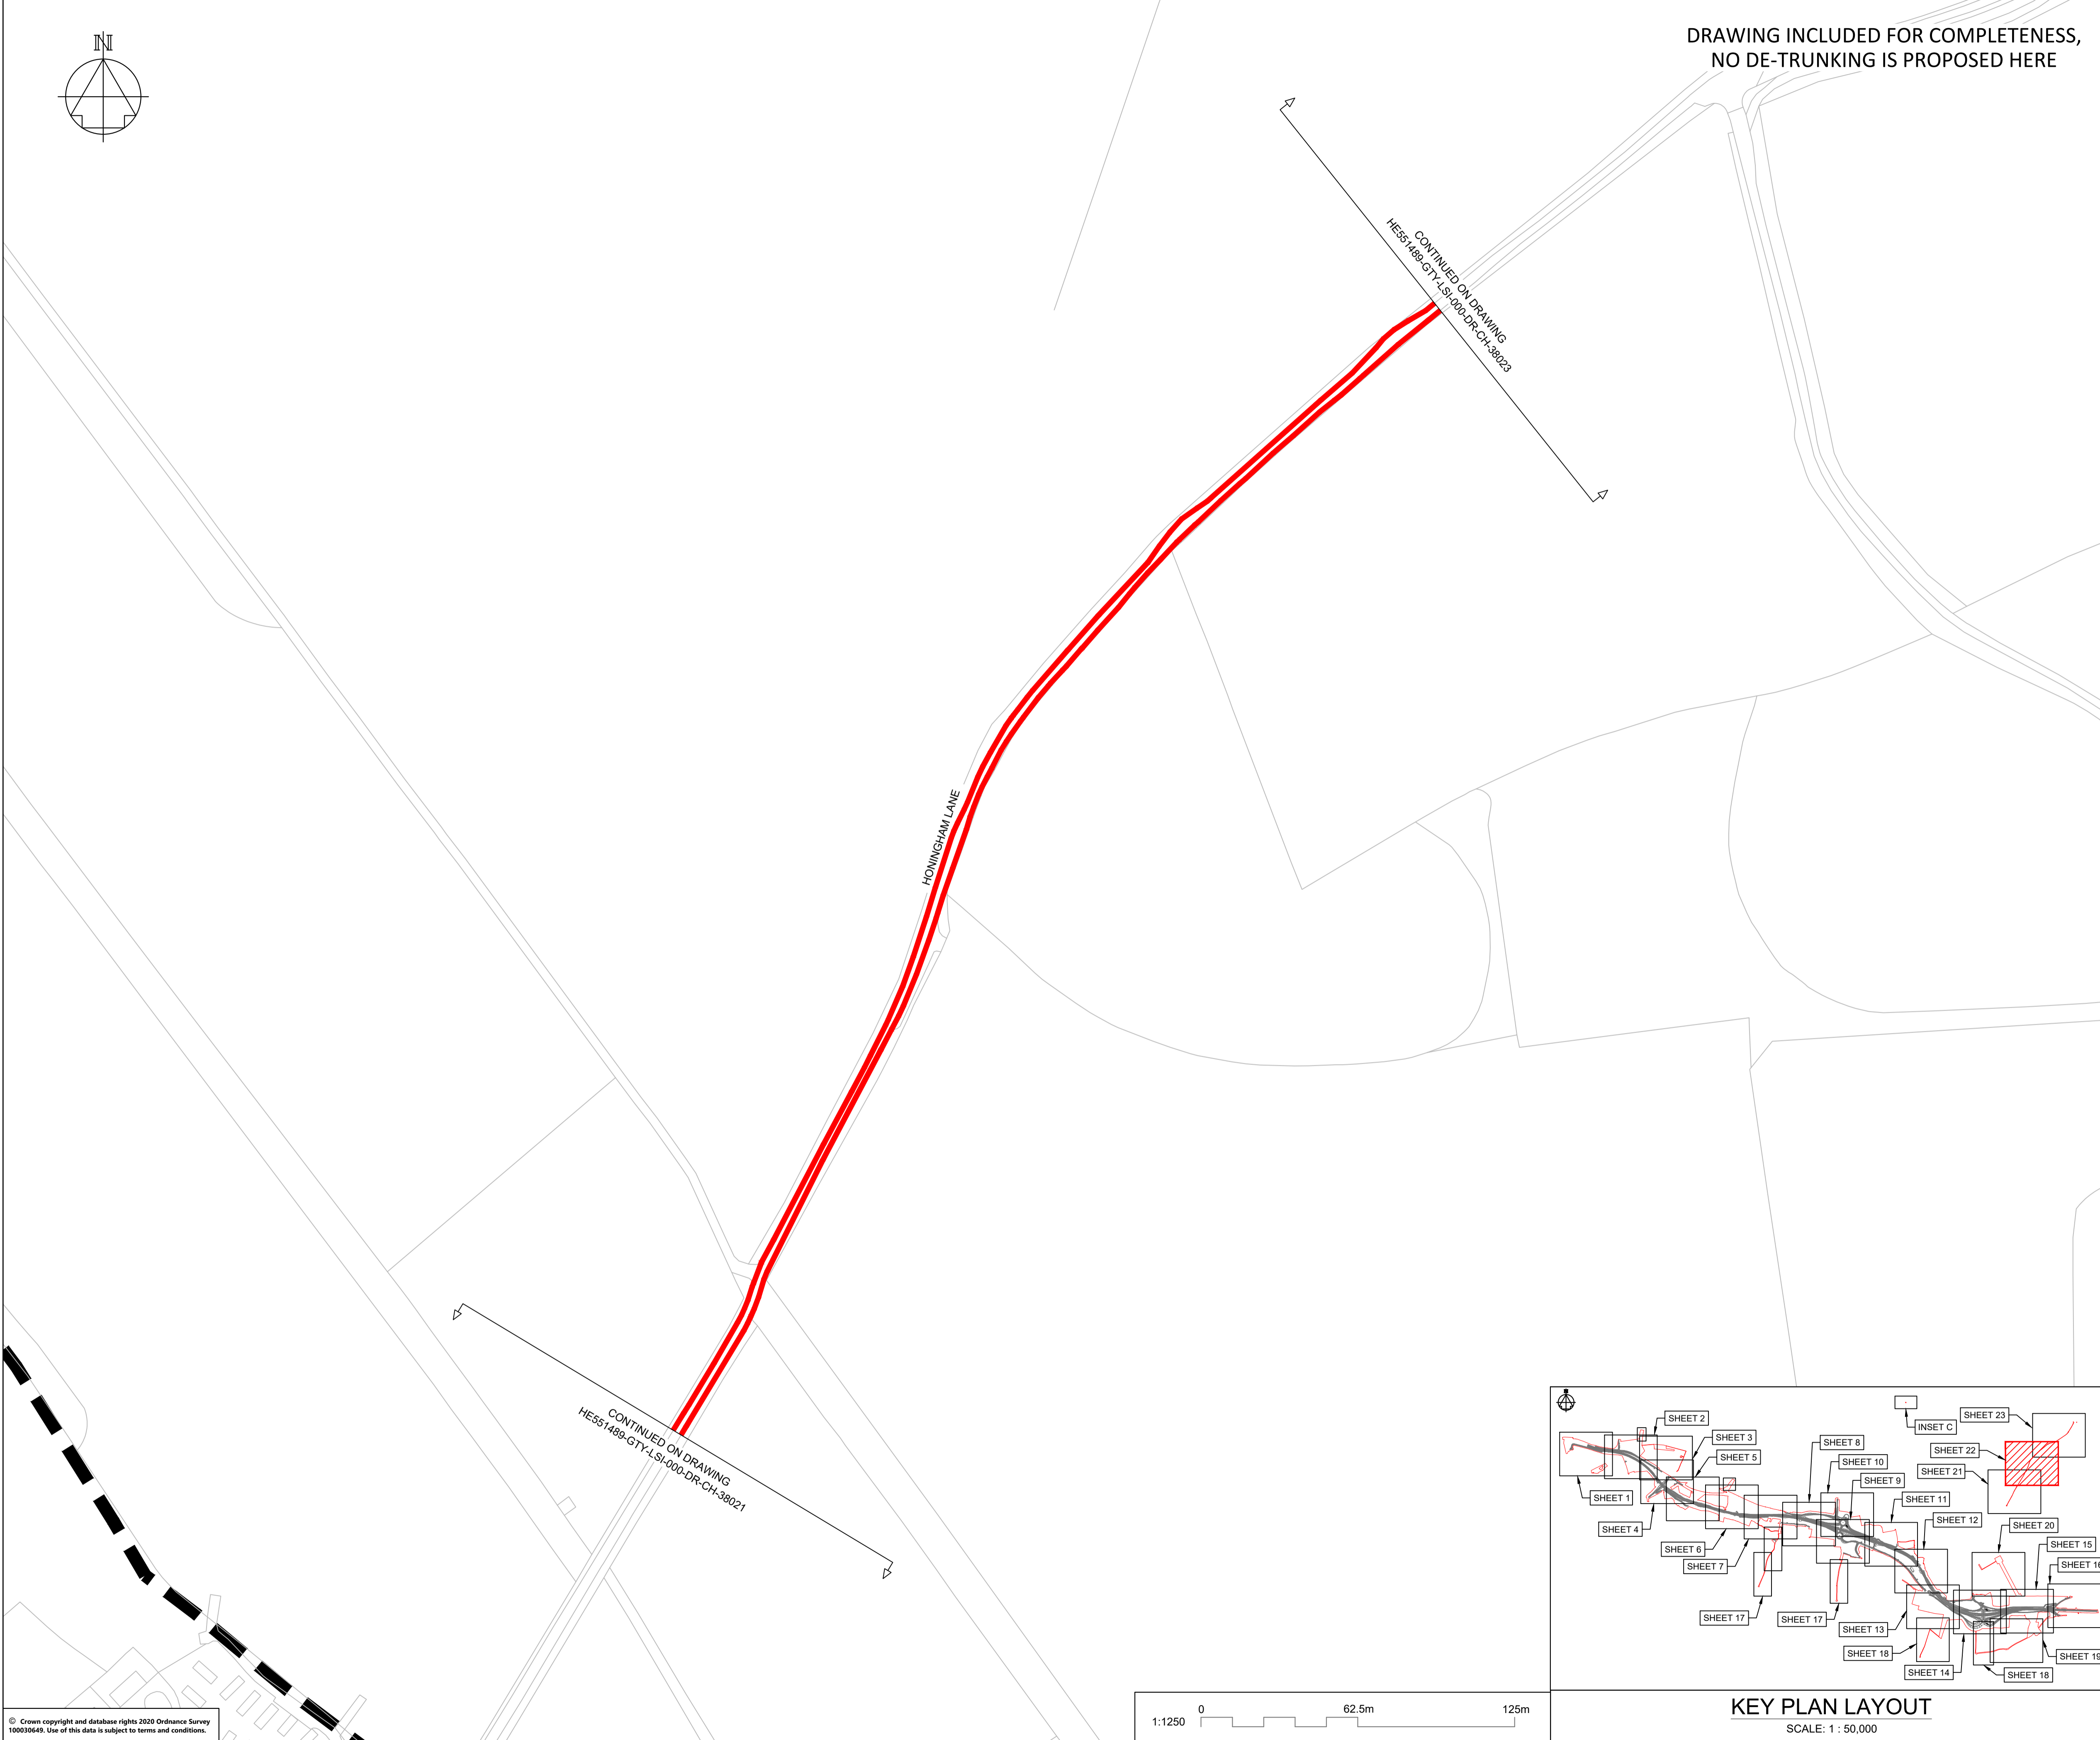 N
DRAWING INCLUDED FOR COMPLETENESS,
NO DE-TRUNKING IS PROPOSED HERE
CONTINUED ON DRAWING
HE551489-GTY-LSI-000-DR-CH-38023
HONINGHAM LANE
CONTINUED ON DRAWING
HE551489-GTY-LSI-000-DR-CH-38021
SHEET 2
INSET C
SHEET 23
SHEET 3
SHEET 8
SHEET 22
SHEET 5
SHEET 10
SHEET 21
SHEET 9
SHEET 1
SHEET 11
SHEET 4
SHEET 12
SHEET 20
SHEET 6
SHEET 15
SHEET 7
SHEET 16
SHEET 17
SHEET 17
SHEET 13
SHEET 18
SHEET 19
SHEET 14
SHEET 18
KEY PLAN LAYOUT
SCALE: 1 : 50,000
1:1250
0
62.5m
125m
© Crown copyright and database rights 2020 Ordnance Survey
100030649. Use of this data is subject to terms and conditions.